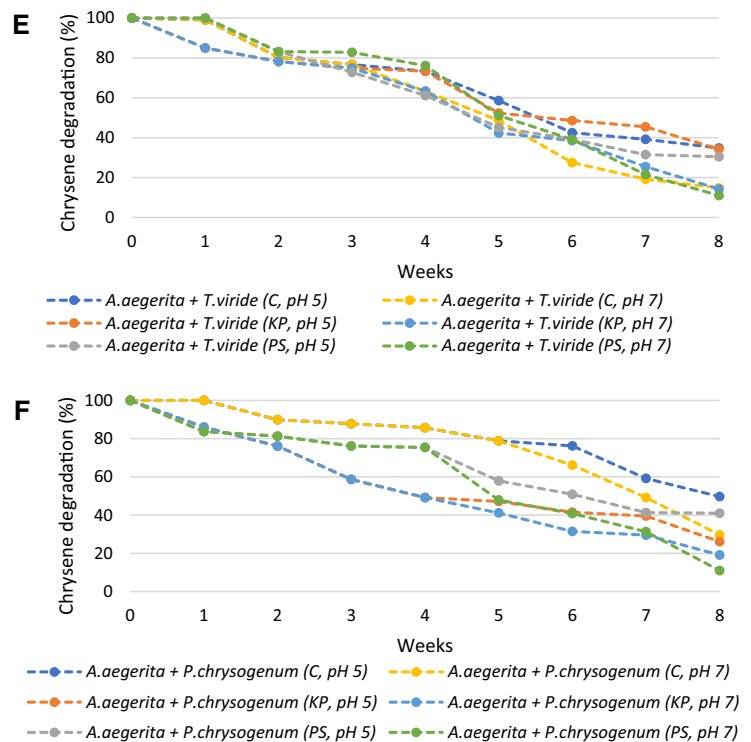 E
Chrysene degradation (%)
100
80
60
40
20
0
0 1 2 3 4 5 6 7 8
Weeks
A.aegerita + T.viride (C, pH 5) A.aegerita + T.viride (C, pH 7)
A.aegerita + T.viride (KP, pH 5) A.aegerita + T.viride (KP, pH 7)
A.aegerita + T.viride (PS, pH 5) A.aegerita + T.viride (PS, pH 7)
F
Chrysene degradation (%)
100
80
60
40
20
0
0 1 2 3 4 5 6 7 8
Weeks
A.aegerita + P.chrysogenum (C, pH 5) A.aegerita + P.chrysogenum (C, pH 7)
A.aegerita + P.chrysogenum (KP, pH 5) A.aegerita + P.chrysogenum (KP, pH 7)
A.aegerita + P.chrysogenum (PS, pH 5) A.aegerita + P.chrysogenum (PS, pH 7)